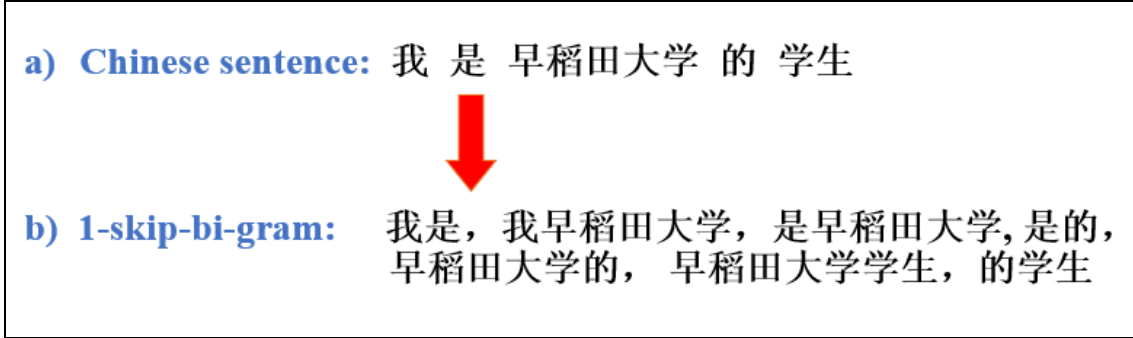 a) Chinese sentence: 我 是 早稻田大学 的 学生
b) 1-skip-bi-gram: 我是，我早稻田大学，是早稻田大学, 是的，
早稻田大学的， 早稻田大学学生，的学生